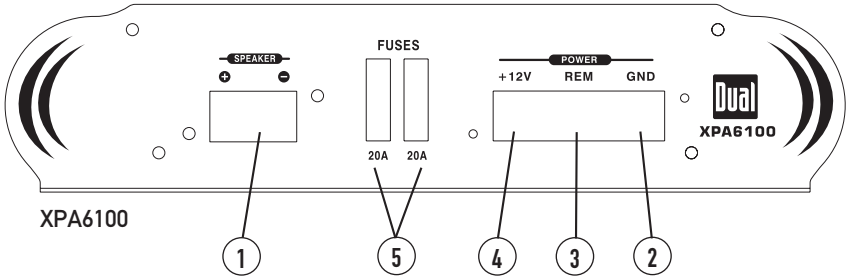 SPEAKER
FUSES
POWER
+12V REM GND
Dual
XPA6100
20A 20A
XPA6100
1 5 4 3 2